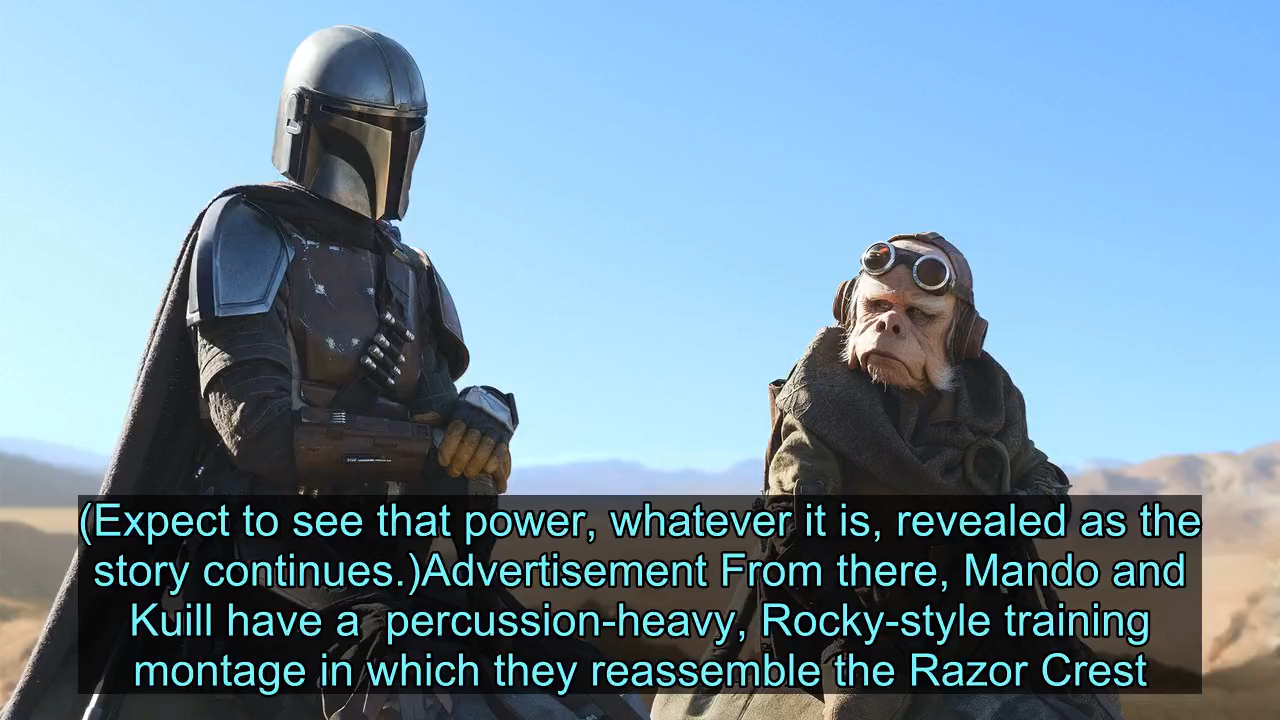 (Expect to see that power, whatever it is, revealed as the
story continues.)Advertisement From there, Mando and
Kuill have a  percussion-heavy, Rocky-style training
montage in which they reassemble the Razor Crest